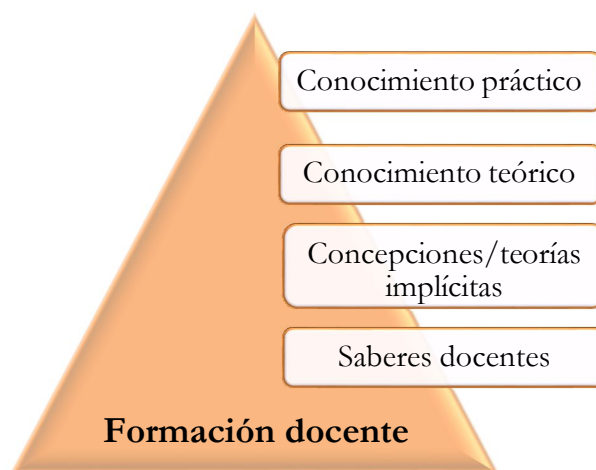 Conocimiento práctico
Conocimiento teórico
Concepciones/teorías
implícitas
Saberes docentes
Formación docente